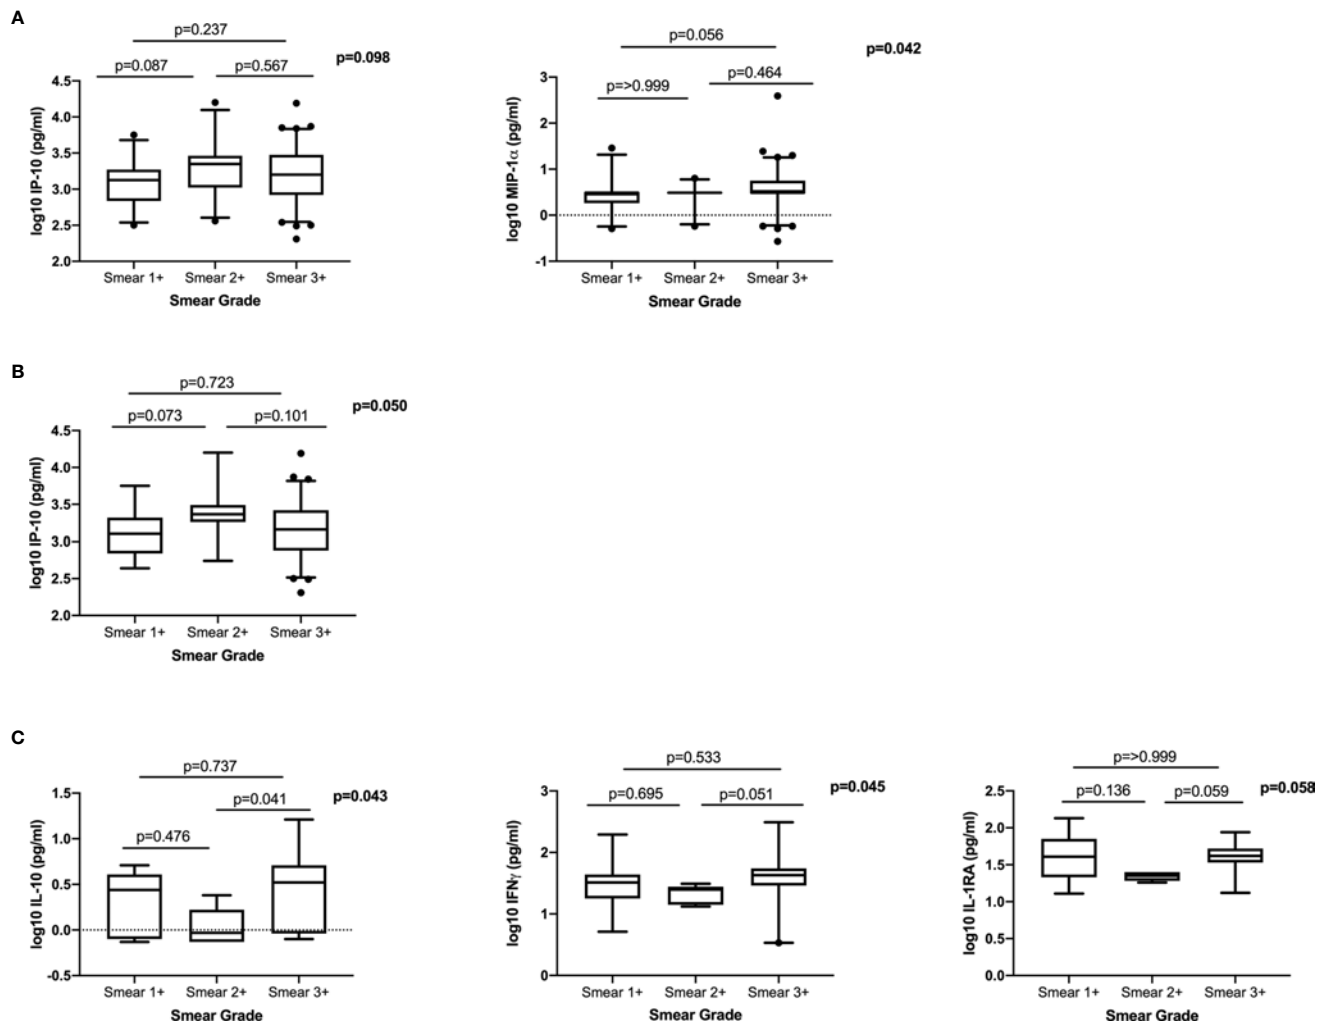 A
p=0.237
p=0.098
p=0.087
p=0.567
log10 IP-10 (pg/ml)
4.5
4.0
3.5
3.0
2.5
2.0
Smear 1+ Smear 2+ Smear 3+
Smear Grade
p=0.056
p=0.042
p=>0.999
p=0.464
log10 MIP-1α (pg/ml)
3
2
1
0
-1
Smear 1+ Smear 2+ Smear 3+
Smear Grade
B
p=0.723
p=0.050
p=0.073
p=0.101
log10 IP-10 (pg/ml)
4.5
4.0
3.5
3.0
2.5
2.0
Smear 1+ Smear 2+ Smear 3+
Smear Grade
C
p=0.737
p=0.043
p=0.041
p=0.476
log10 IL-10 (pg/ml)
1.5
1.0
0.5
0.0
-0.5
Smear 1+ Smear 2+ Smear 3+
Smear Grade
p=0.533
p=0.045
p=0.695
p=0.051
log10 IFNγ (pg/ml)
3
2
1
0
Smear 1+ Smear 2+ Smear 3+
Smear Grade
p=>0.999
p=0.058
p=0.136
p=0.059
log10 IL-1RA (pg/ml)
2.5
2.0
1.5
1.0
0.5
0.0
Smear 1+ Smear 2+ Smear 3+
Smear Grade